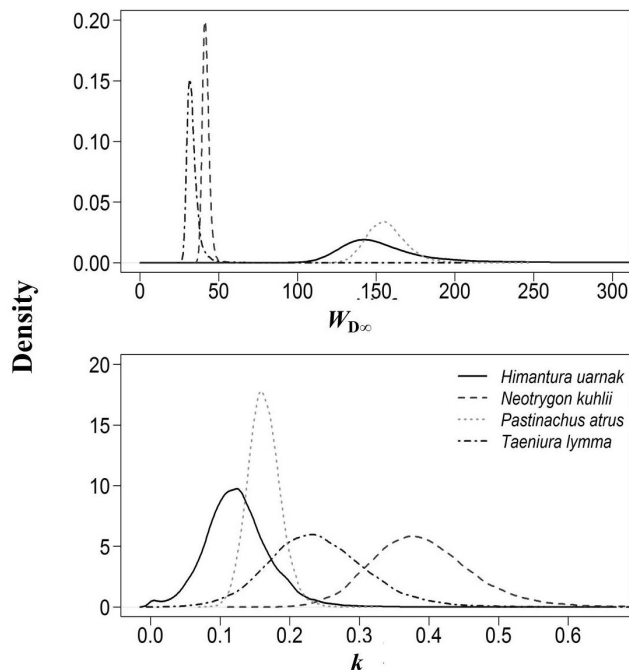 0.20
0.15
0.10
0.05
0.00
0 50 100 150 200 250 300
W_D∞
Density
20
15
10
5
0
Himantura uarnak
Neotrygon kuhlii
Pastinachus atrus
Taeniura lymma
0.0 0.1 0.2 0.3 0.4 0.5 0.6
k